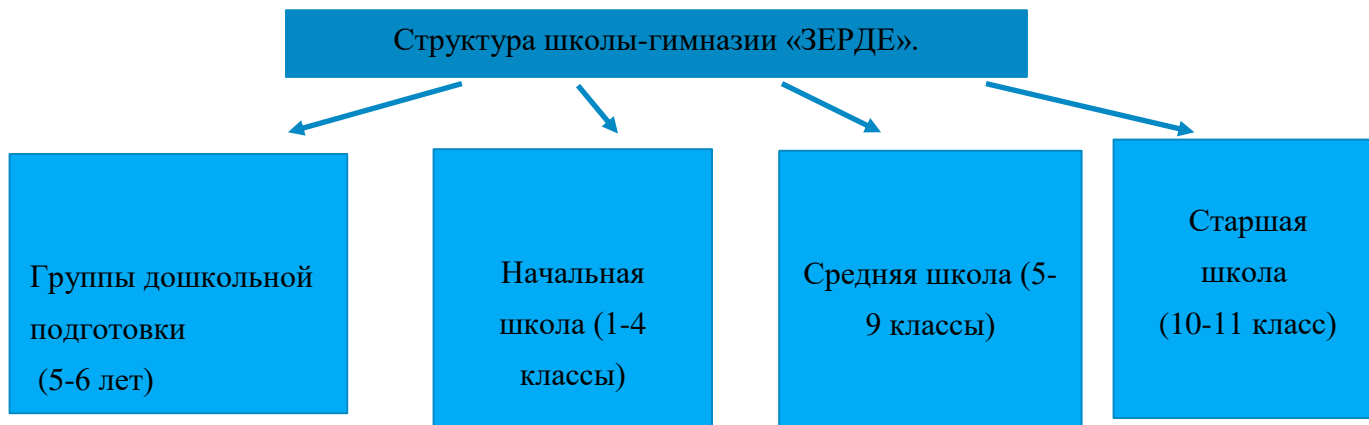 Структура школы-гимназии «ЗЕРДЕ».
Группы дошкольной
подготовки
(5-6 лет)
Начальная
школа (1-4
классы)
Средняя школа (5-
9 классы)
Старшая
школа
(10-11 класс)